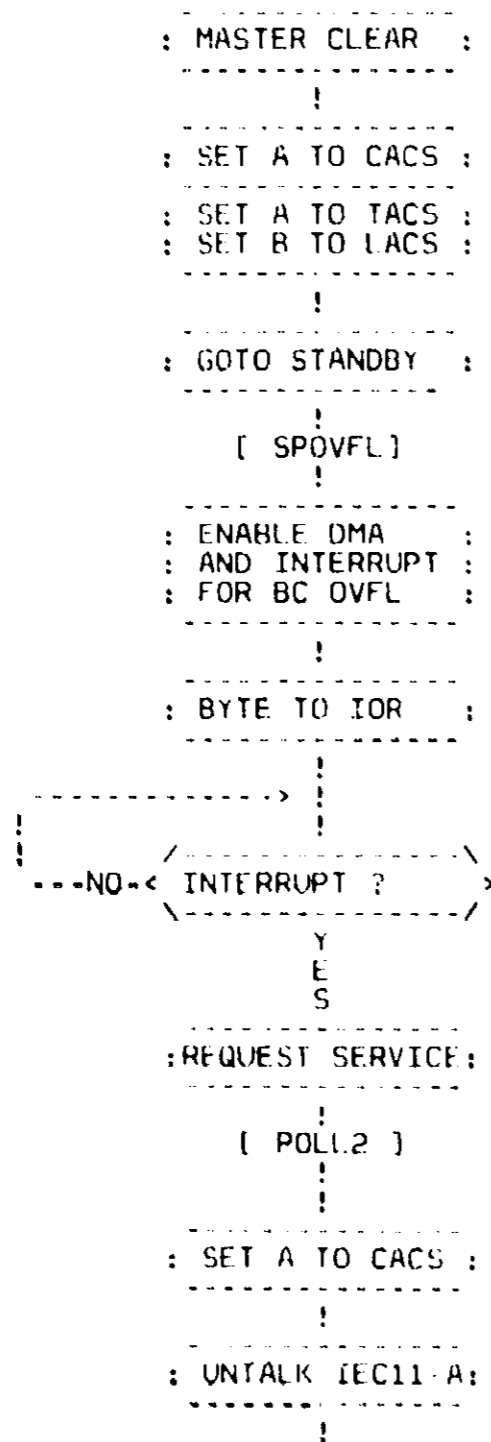 : MASTER CLEAR :
!
: SET A TO CACS :
: SET A TO TACS :
: SET B TO LACS :
!
: GOTO STANDBY :
!
[ SPOVFL]
!
: ENABLE DMA :
: AND INTERRUPT :
: FOR BC OVFL :
!
: BYTE TO IOR :
!
------------> !
! !
! /---------------\
---NO-< INTERRUPT ? >
\---------------/
Y
E
S
:REQUEST SERVICE:
!
[ POLL2 ]
!
!
: SET A TO CACS :
!
: UNTALK IEC11-A:
!